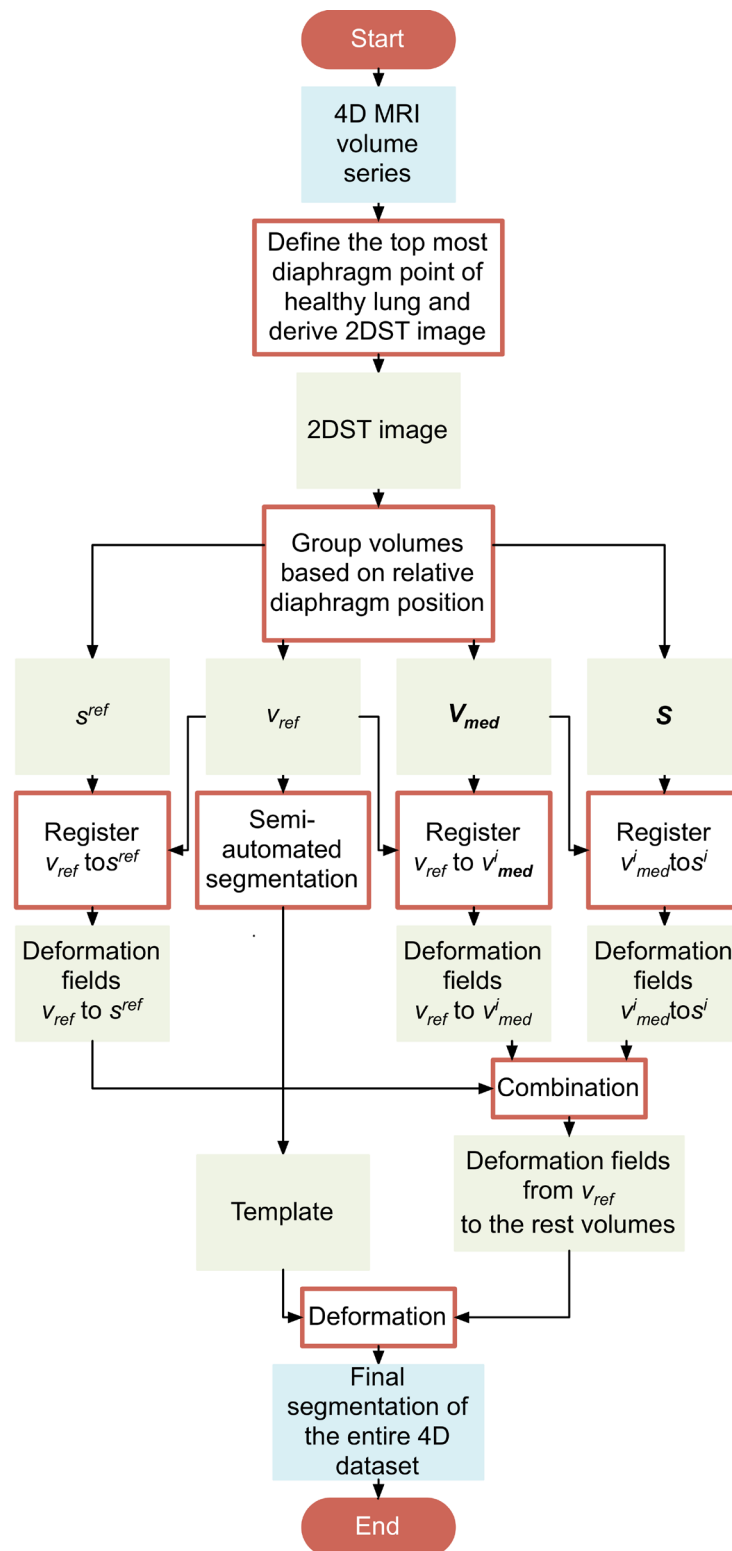 Start
4D MRI
volume
series
Define the top most
diaphragm point of
healthy lung and
derive 2DST image
2DST image
Group volumes
based on relative
diaphragm position
s^ref
v_ref
V_med
S
Register
v_ref tos^ref
Semi-
automated
segmentation
Register
v_ref to v^i_med
Register
v^i_med tos^i
Deformation
fields
v_ref to s^ref
Deformation
fields
v_ref to v^i_med
Deformation
fields
v^i_med tos^i
Combination
Template
Deformation fields
from v_ref
to the rest volumes
Deformation
Final
segmentation of
the entire 4D
dataset
End